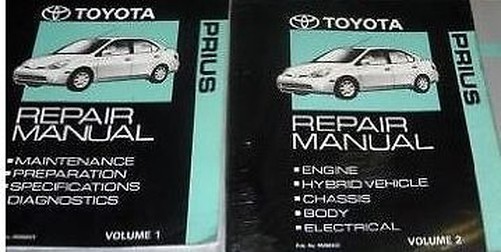 TOYOTA
PRIUS
REPAIR
MANUAL
MAINTENANCE
PREPARATION
SPECIFICATIONS
DIAGNOSTICS
VOLUME 1
TOYOTA
PRIUS
REPAIR
MANUAL
ENGINE
HYBRID VEHICLE
CHASSIS
BODY
ELECTRICAL
VOLUME 2